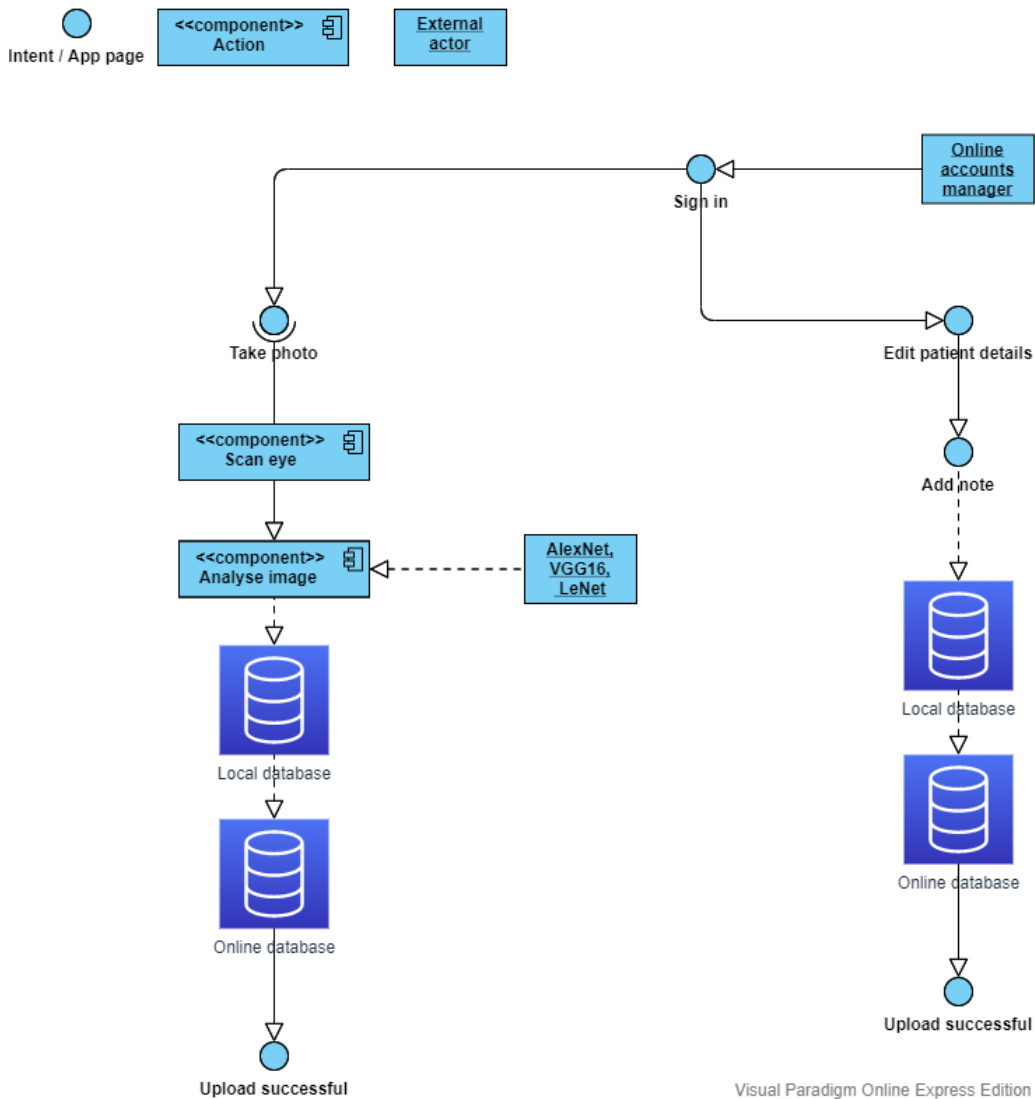 Intent / App page
<<component>>
Action
External
actor
Online
accounts
manager
Sign in
Take photo
Edit patient details
<<component>>
Scan eye
Add note
<<component>>
Analyse image
AlexNet,
VGG16,
LeNet
Local database
Local database
Online database
Online database
Upload successful
Upload successful
Visual Paradigm Online Express Edition